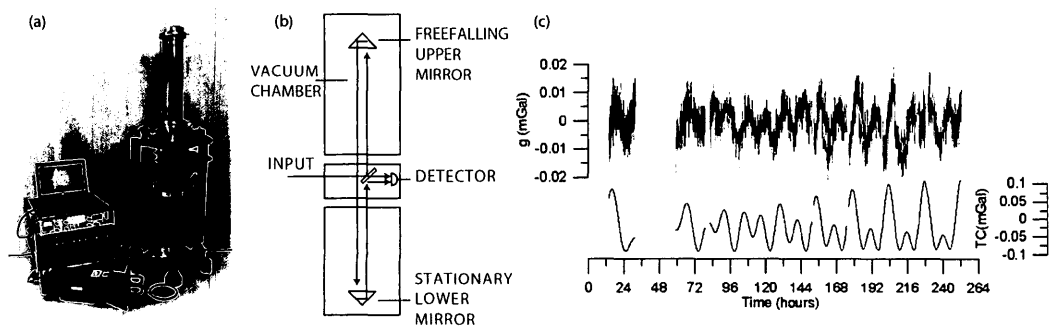 (a)
(b)
FREEFALLING
UPPER
MIRROR
VACUUM
CHAMBER
INPUT
DETECTOR
STATIONARY
LOWER
MIRROR
(c)
0.02
0.01
0
-0.01
-0.02
g (mGal)
0.1
0.05
0
-0.05
-0.1
TC(mGal)
0 24 48 72 96 120 144 168 192 216 240 264
Time (hours)